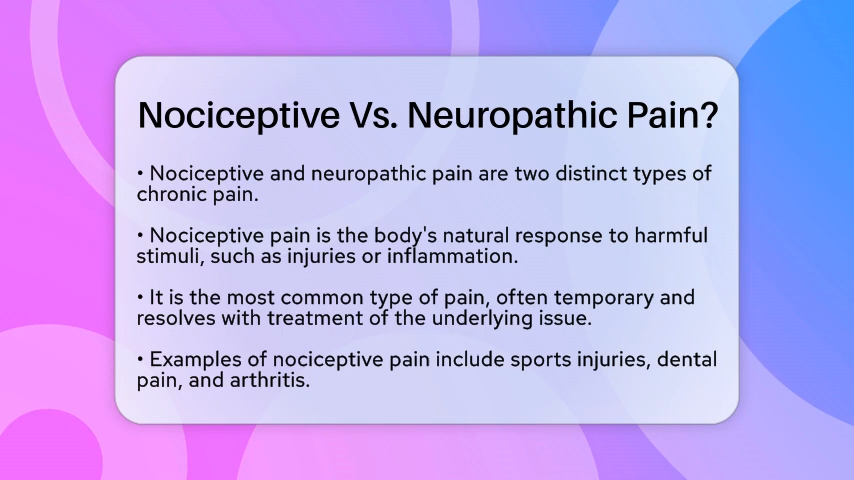 Nociceptive Vs. Neuropathic Pain?
• Nociceptive and neuropathic pain are two distinct types of
chronic pain.
• Nociceptive pain is the body's natural response to harmful
stimuli, such as injuries or inflammation.
• It is the most common type of pain, often temporary and
resolves with treatment of the underlying issue.
• Examples of nociceptive pain include sports injuries, dental
pain, and arthritis.